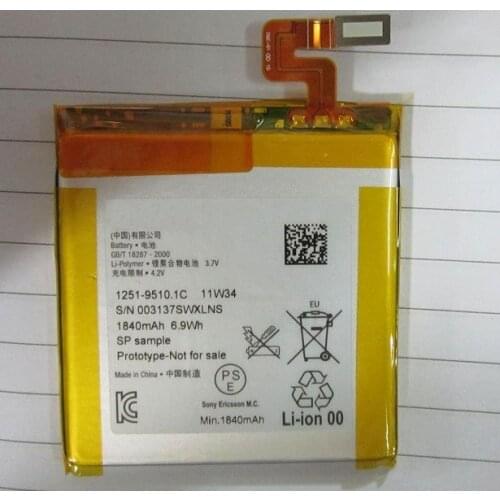 (中国)有限公司
Battery • 电池
GB/T 18287 - 2000
Li-Polymer • 锂聚合物电池 3.7V
充电限制 • 4.2V
1251-9510.1C 11W34
S/N 003137SWXLNS
1840mAh 6.9Wh
SP sample
Prototype-Not for sale
Made in China • 中国制造
PS
E
EU
Sony Ericsson M.C.
Min.1840mAh
Li-ion 00